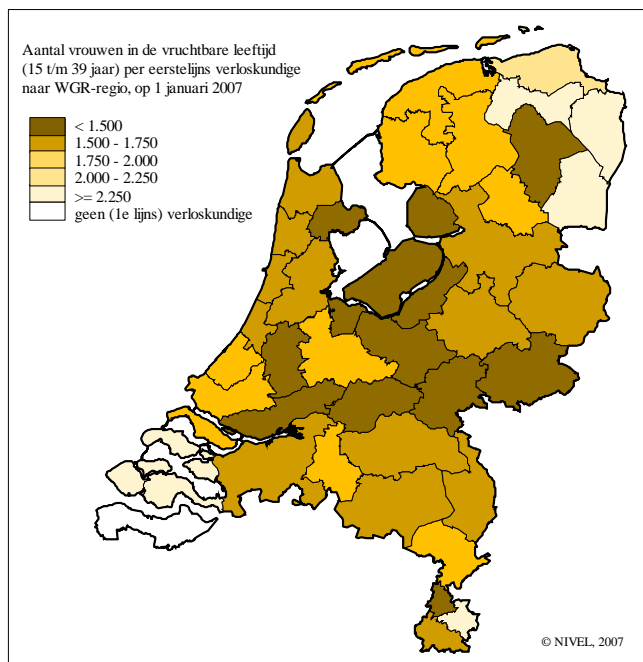 Aantal vrouwen in de vruchtbare leeftijd
(15 t/m 39 jaar) per eerstelijns verloskundige
naar WGR-regio, op 1 januari 2007
< 1.500
1.500 - 1.750
1.750 - 2.000
2.000 - 2.250
>= 2.250
geen (1e lijns) verloskundige
© NIVEL, 2007